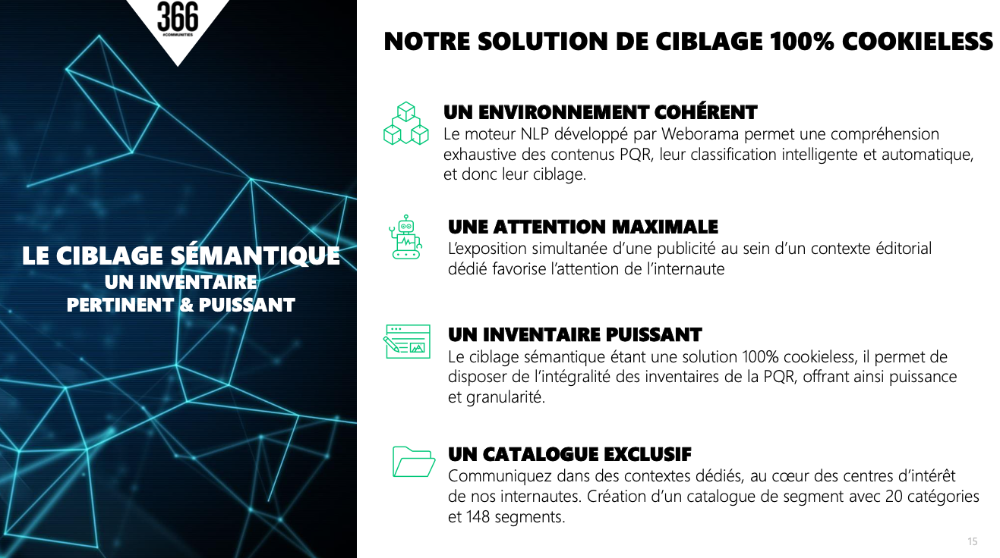 366
#COMMUNITIES
LE CIBLAGE SÉMANTIQUE
UN INVENTAIRE
PERTINENT & PUISSANT
NOTRE SOLUTION DE CIBLAGE 100% COOKIELESS
UN ENVIRONNEMENT COHÉRENT
Le moteur NLP développé par Weborama permet une compréhension
exhaustive des contenus PQR, leur classification intelligente et automatique,
et donc leur ciblage.
UNE ATTENTION MAXIMALE
L'exposition simultanée d'une publicité au sein d'un contexte éditorial
dédié favorise l'attention de l'internaute
UN INVENTAIRE PUISSANT
Le ciblage sémantique étant une solution 100% cookieless, il permet de
disposer de l'intégralité des inventaires de la PQR, offrant ainsi puissance
et granularité.
UN CATALOGUE EXCLUSIF
Communiquez dans des contextes dédiés, au cœur des centres d'intérêt
de nos internautes. Création d'un catalogue de segment avec 20 catégories
et 148 segments.
15